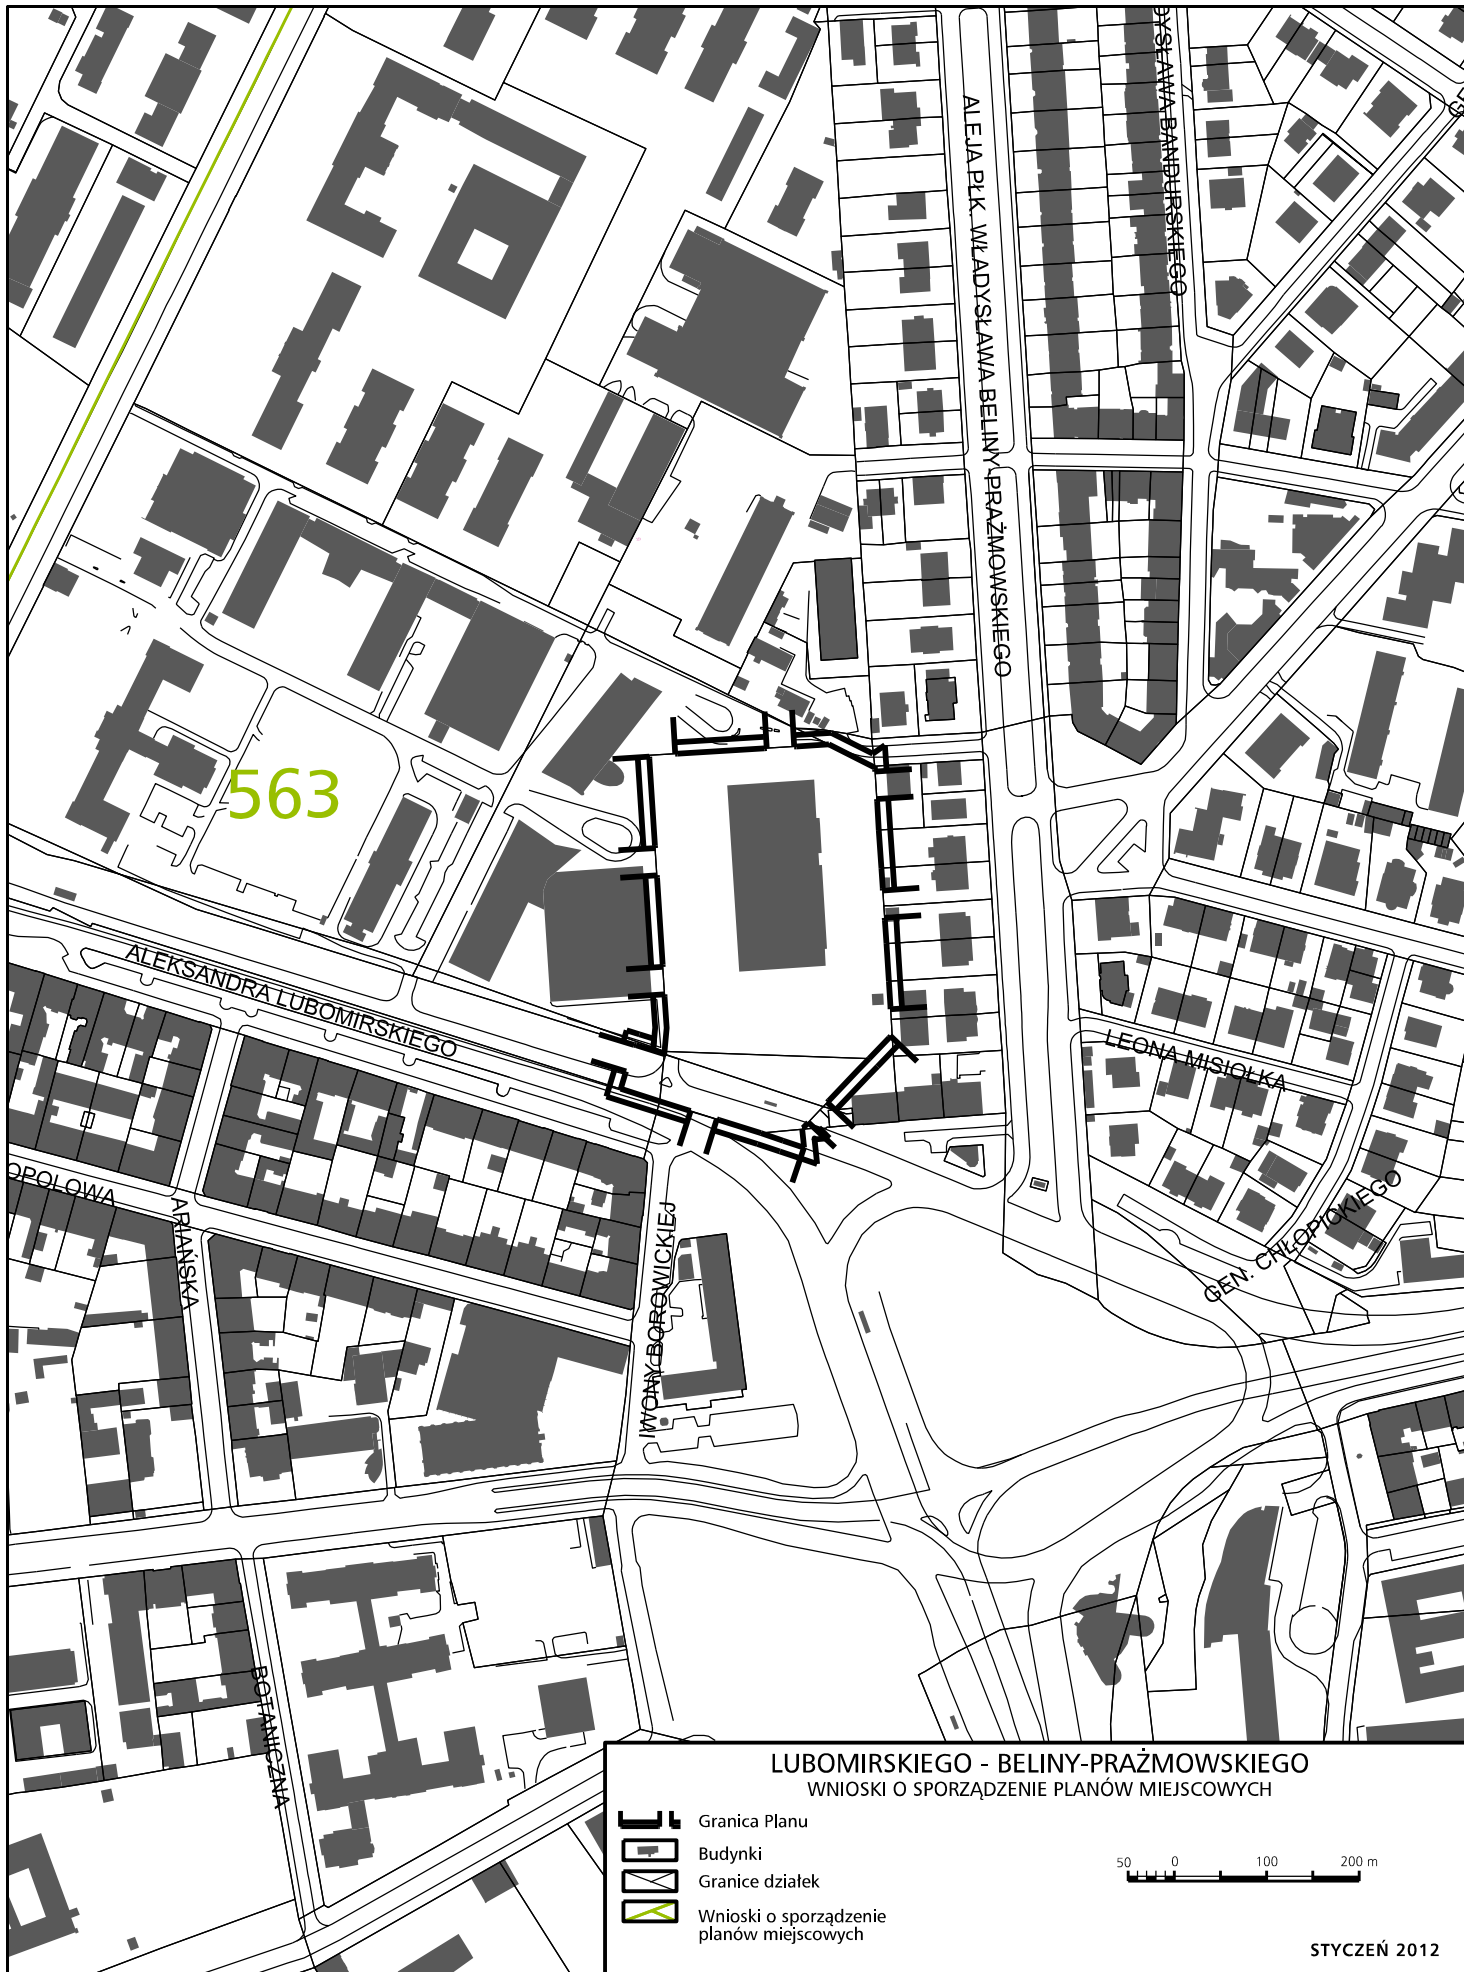 DYSŁAWA BANDURSKIEGO
ALEJA PŁK. WŁADYSŁAWA BELINY-PRAŻMOWSKIEGO
563
ALEKSANDRA LUBOMIRSKIEGO
LEONA MISIOŁKA
OPOLOWA
ARIAŃSKA
IWONY BOROWICKIEJ
GEN. CHŁOPICKIEGO
BOTANICZNA
LUBOMIRSKIEGO - BELINY-PRAŻMOWSKIEGO
WNIOSKI O SPORZĄDZENIE PLANÓW MIEJSCOWYCH
Granica Planu
Budynki
Granice działek
Wnioski o sporządzenie
planów miejscowych
50 0 100 200 m
STYCZEŃ 2012